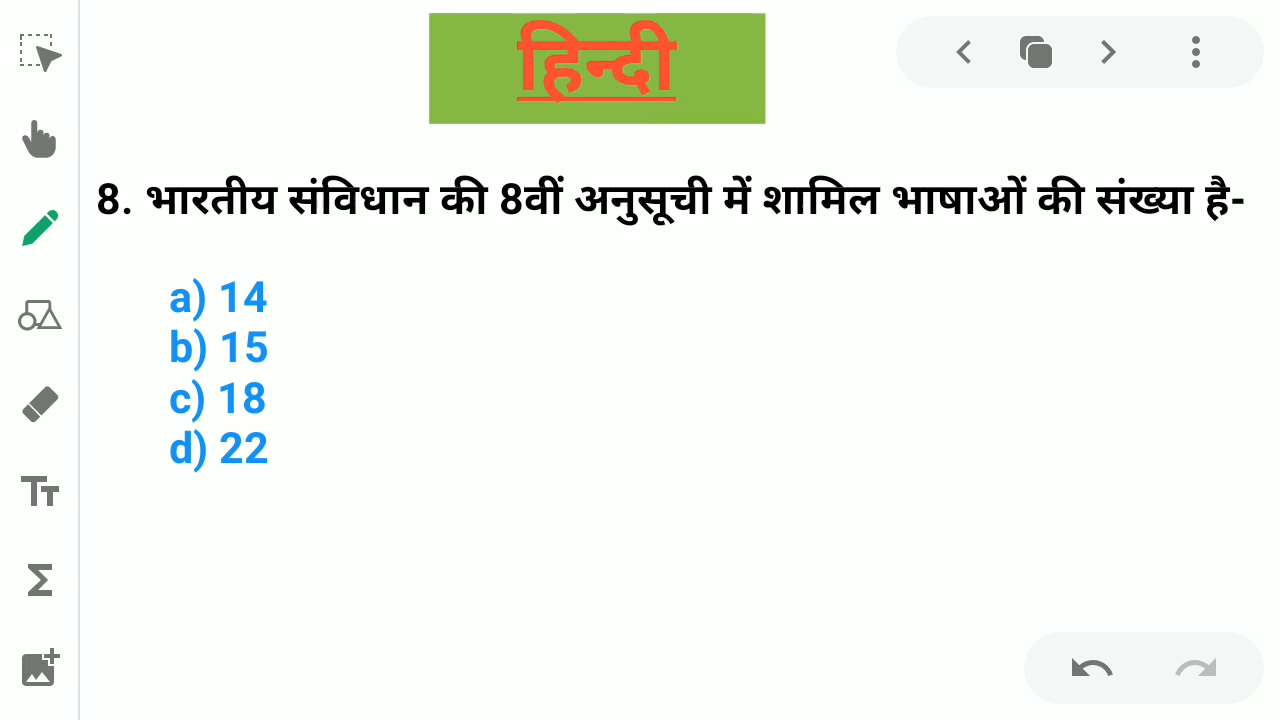 हिन्दी
8. भारतीय संविधान की 8वीं अनुसूची में शामिल भाषाओं की संख्या है-
a) 14
b) 15
c) 18
d) 22